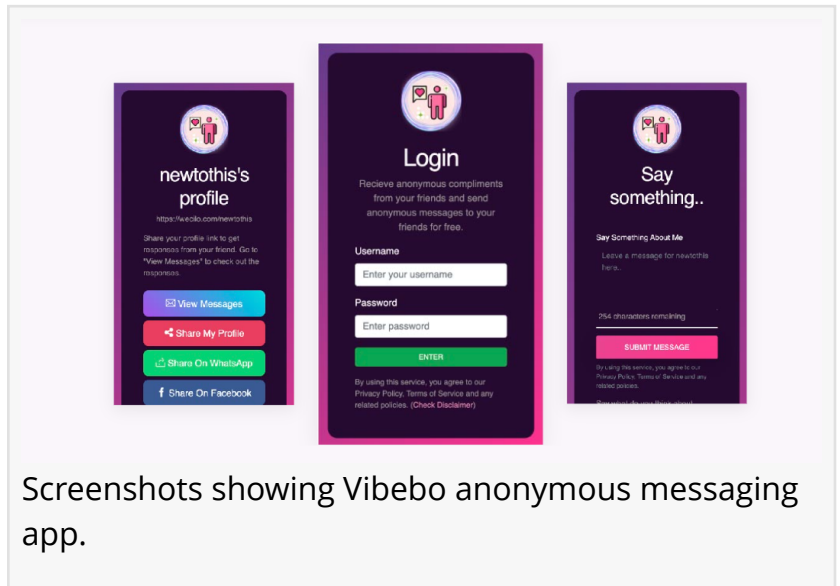 newtothis's
profile
https://wecilo.com/newtothis
Share your profile link to get
responses from your friend. Go to
"View Messages" to check out the
responses.
View Messages
Share My Profile
Share On WhatsApp
Share On Facebook
Login
Recieve anonymous compliments
from your friends and send
anonymous messages to your
friends for free.
Username
Enter your username
Password
Enter password
ENTER
By using this service, you agree to our
Privacy Policy, Terms of Service and any
related policies. (Check Disclaimer)
Say
something..
Say Something About Me
Leave a message for newtothis
here..
254 characters remaining
SUBMIT MESSAGE
By using this service, you agree to our
Privacy Policy, Terms of Service and any
related policies.
Screenshots showing Vibebo anonymous messaging
app.